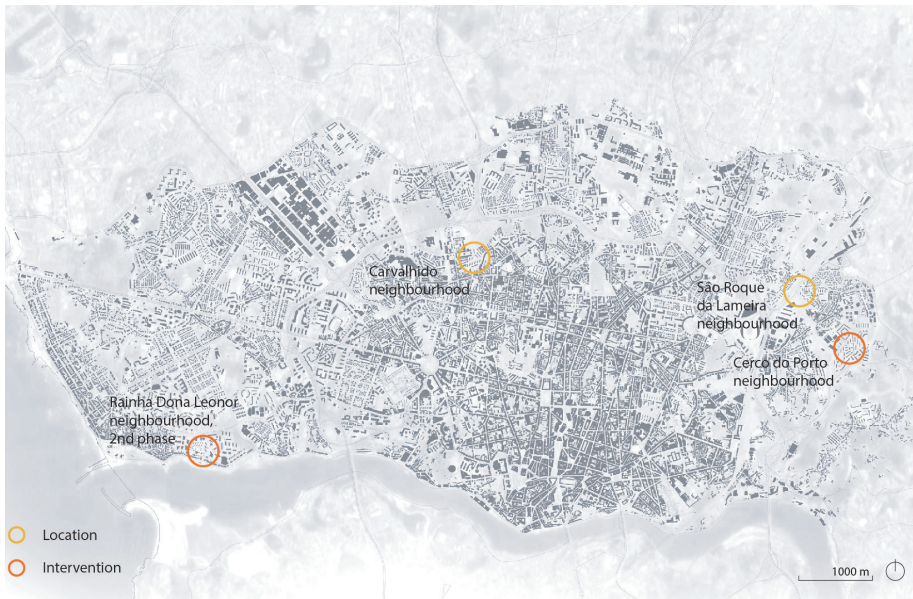 Carvalhido
neighbourhood
São Roque
da Lameira
neighbourhood
Cerco do Porto
neighbourhood
Rainha Dona Leonor
neighbourhood,
2nd phase
Location
Intervention
1000 m